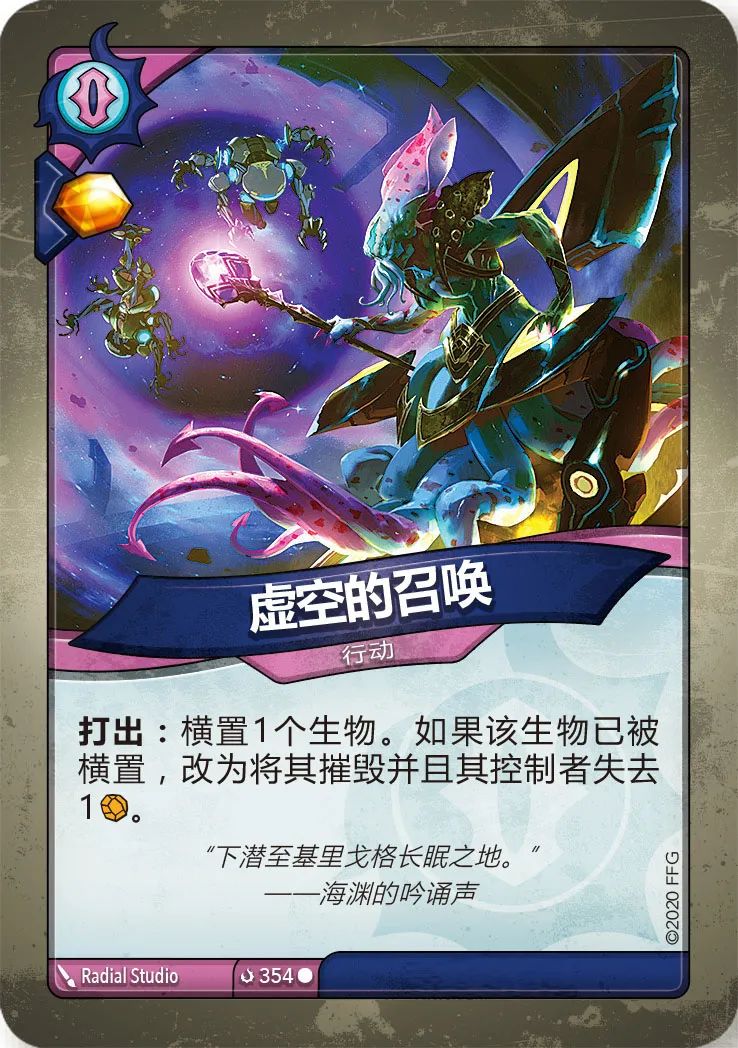 虚空的召唤
行动
打出：横置1个生物。如果该生物已被
横置，改为将其摧毁并且其控制者失去
1。
“下潜至基里戈格长眠之地。”
——海渊的吟诵声
©2020 FFG
Radial Studio
354